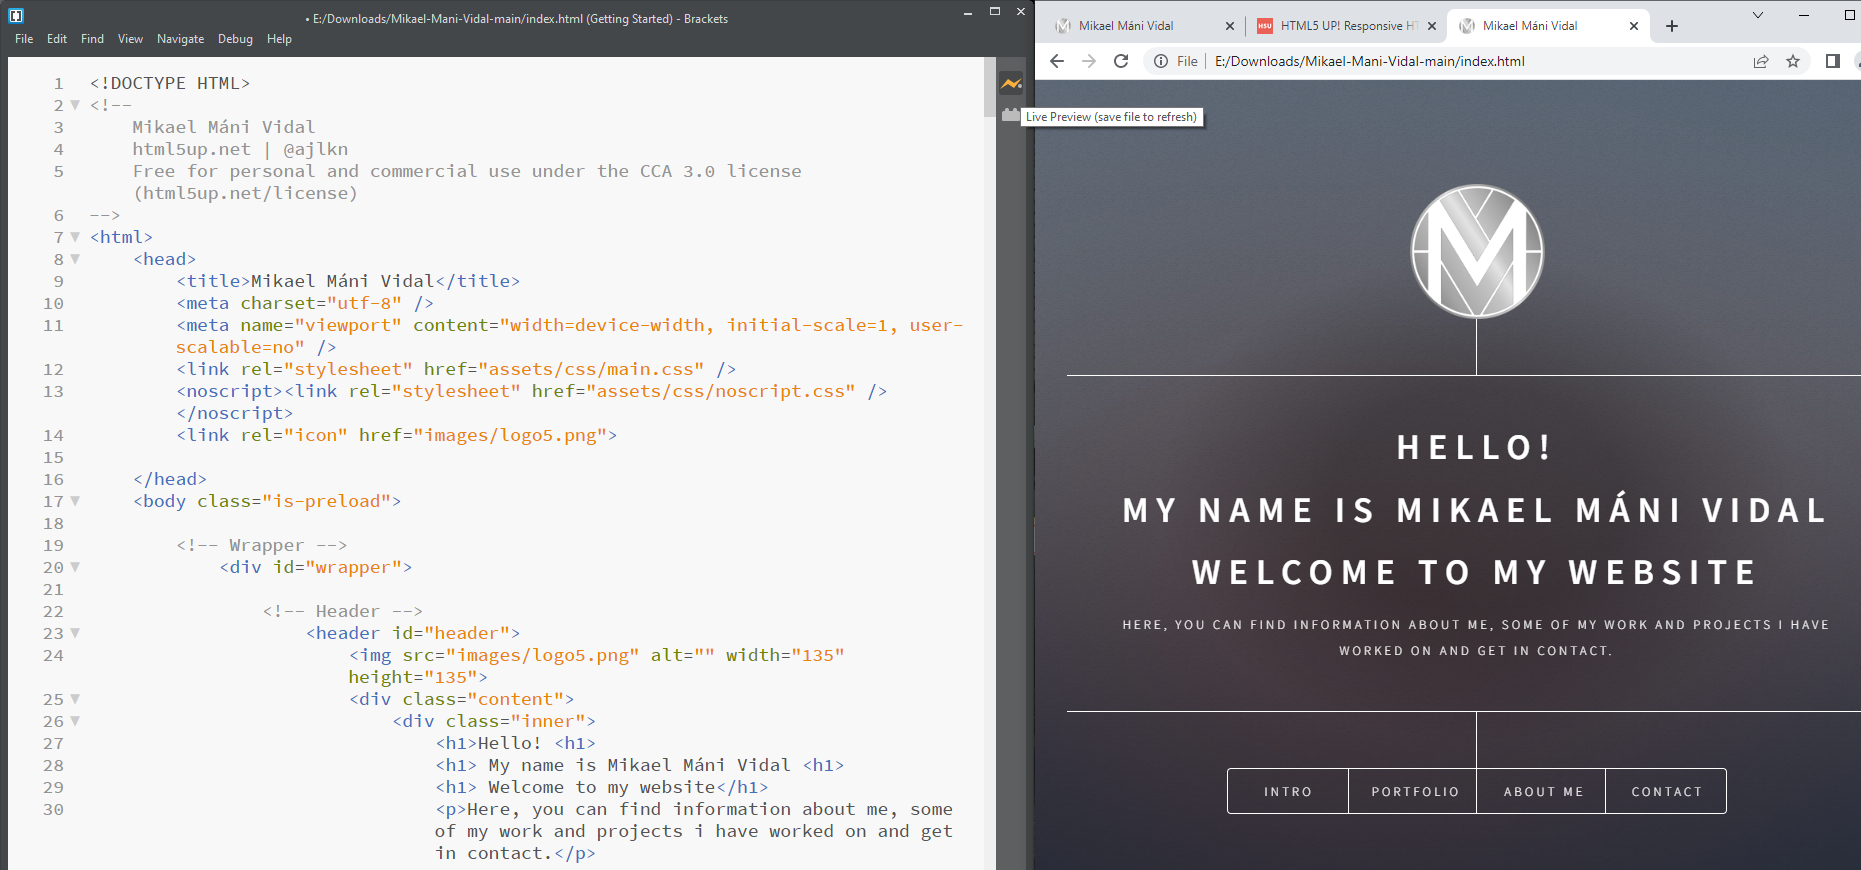 • E:/Downloads/Mikael-Mani-Vidal-main/index.html (Getting Started) - Brackets
File Edit Find View Navigate Debug Help
1 <!DOCTYPE HTML>
2 <!--
3 Mikael Máni Vidal
4 html5up.net | @ajlkn
5 Free for personal and commercial use under the CCA 3.0 license
(html5up.net/license)
6 -->
7 <html>
8 <head>
9 <title>Mikael Máni Vidal</title>
10 <meta charset="utf-8" />
11 <meta name="viewport" content="width=device-width, initial-scale=1, user-
scalable=no" />
12 <link rel="stylesheet" href="assets/css/main.css" />
13 <noscript><link rel="stylesheet" href="assets/css/noscript.css" />
</noscript>
14 <link rel="icon" href="images/logo5.png">
15
16 </head>
17 <body class="is-preload">
18
19 <!-- Wrapper -->
20 <div id="wrapper">
21
22 <!-- Header -->
23 <header id="header">
24 <img src="images/logo5.png" alt="" width="135"
height="135">
25 <div class="content">
26 <div class="inner">
27 <h1>Hello! <h1>
28 <h1> My name is Mikael Máni Vidal <h1>
29 <h1> Welcome to my website</h1>
30 <p>Here, you can find information about me, some
of my work and projects i have worked on and get
in contact.</p>
Mikael Máni Vidal
HSU HTML5 UP! Responsive HT
Mikael Máni Vidal
File E:/Downloads/Mikael-Mani-Vidal-main/index.html
Live Preview (save file to refresh)
M
HELLO!
MY NAME IS MIKAEL MÁNI VIDAL
WELCOME TO MY WEBSITE
HERE, YOU CAN FIND INFORMATION ABOUT ME, SOME OF MY WORK AND PROJECTS I HAVE
WORKED ON AND GET IN CONTACT.
INTRO PORTFOLIO ABOUT ME CONTACT